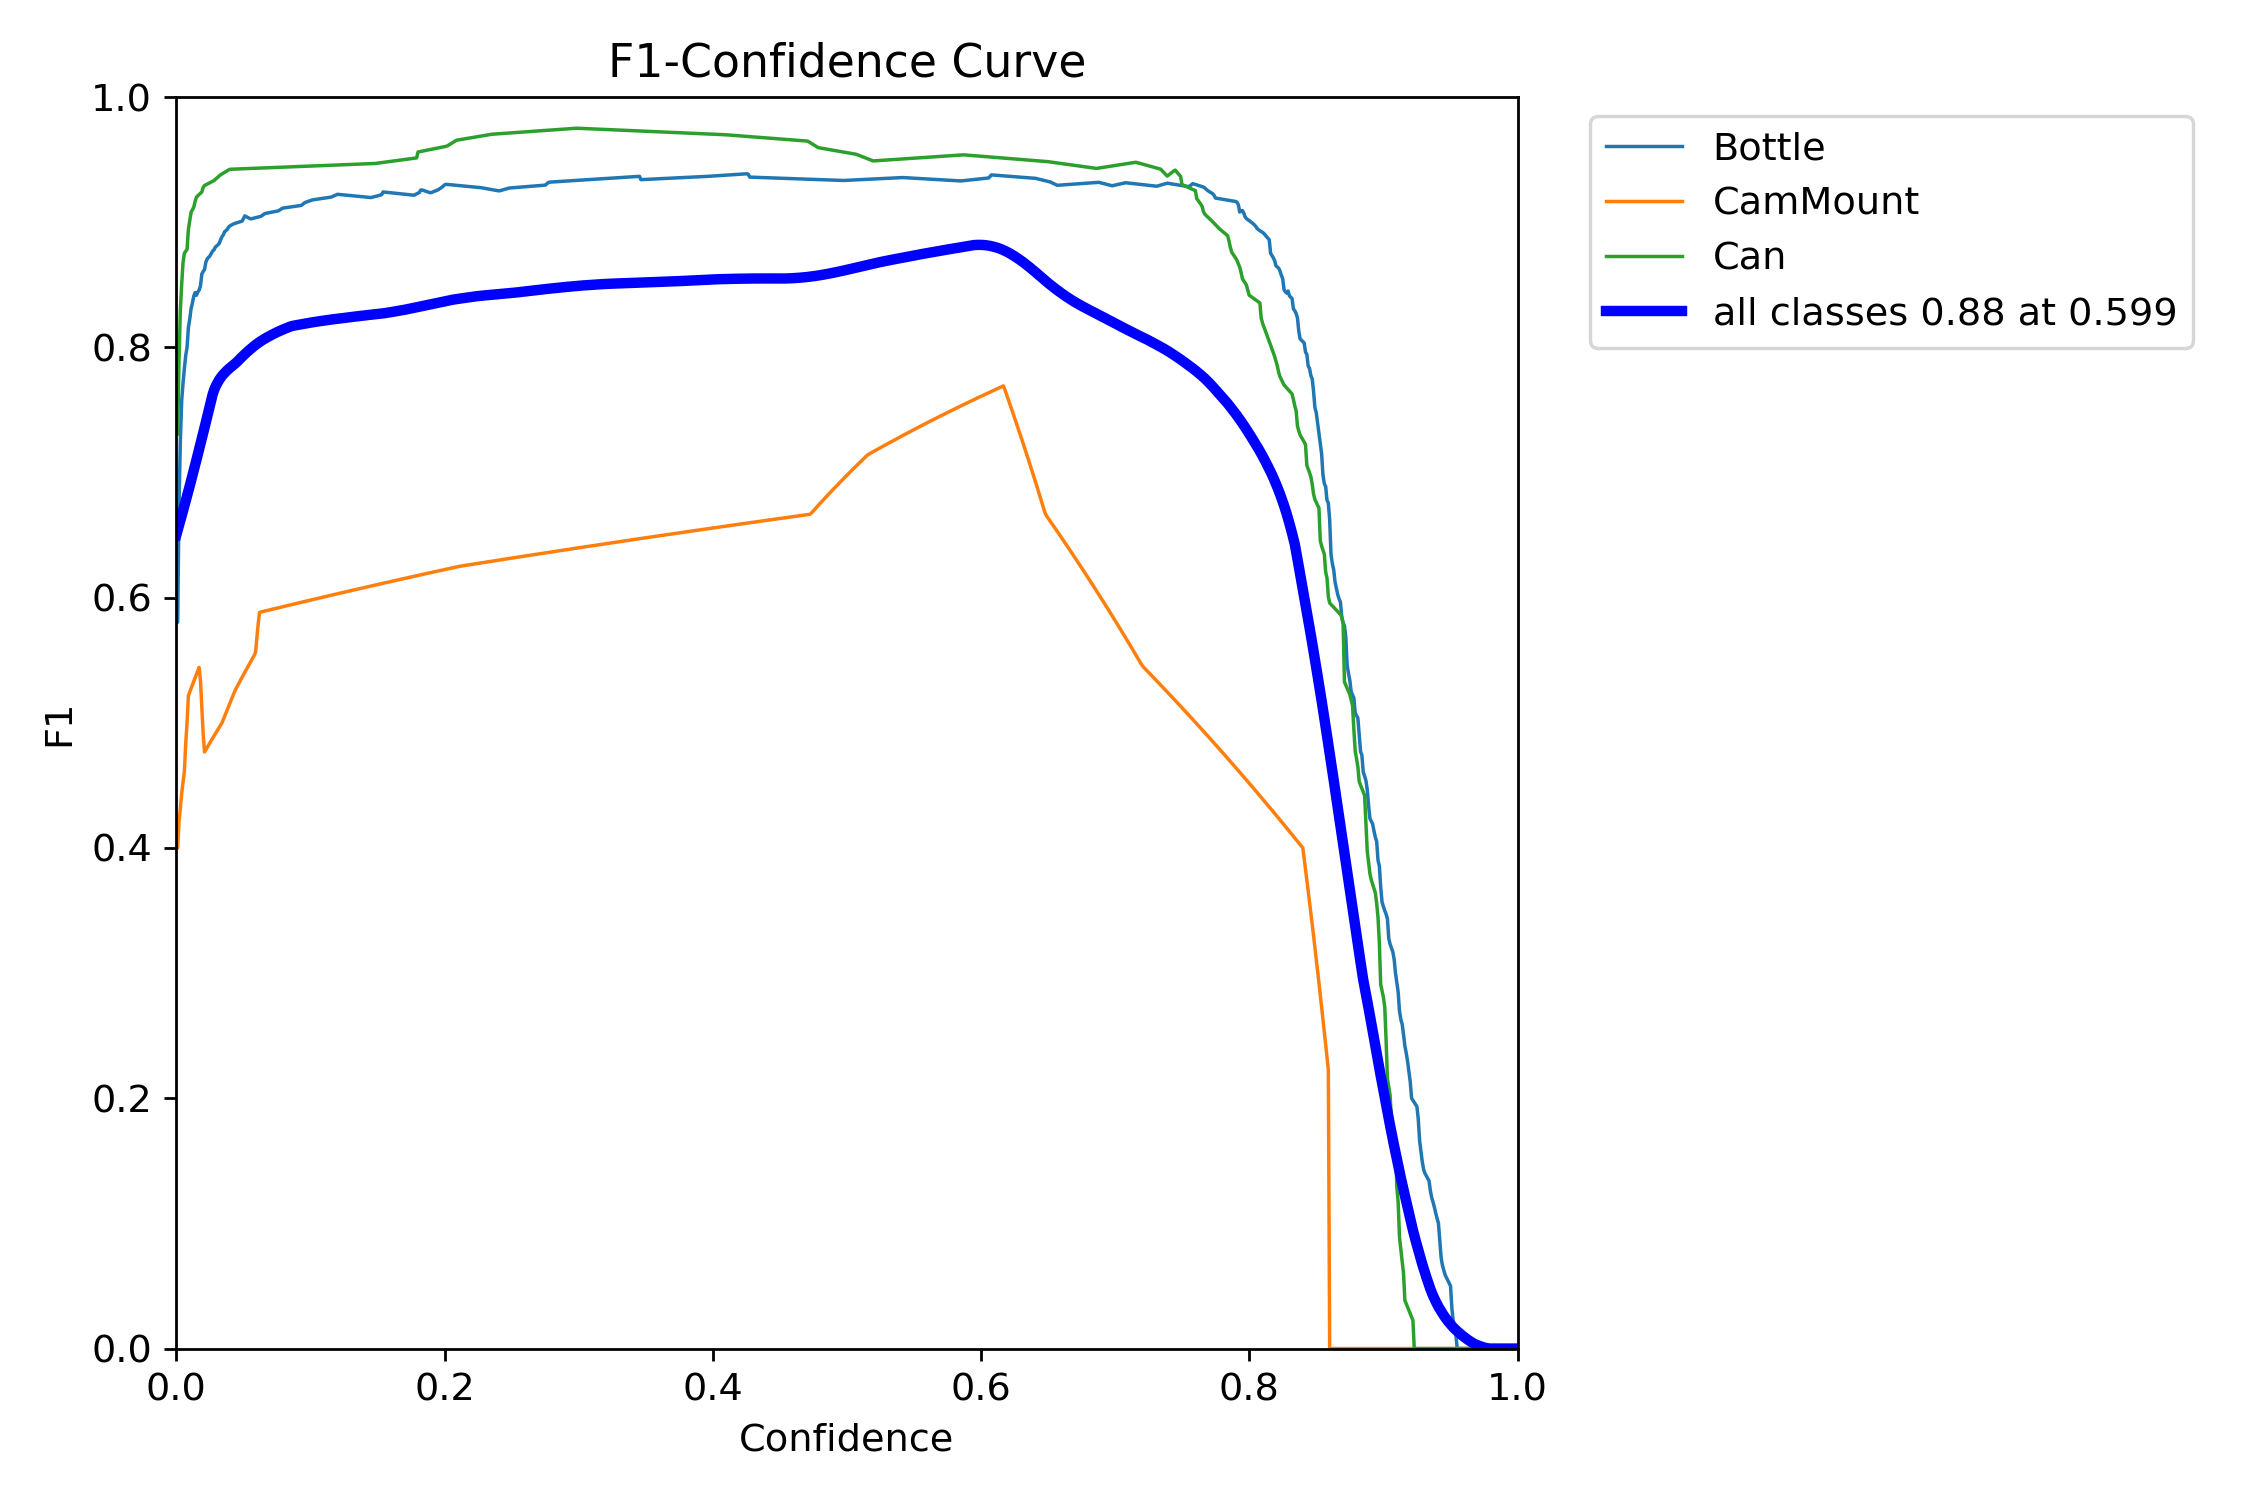 F1-Confidence Curve
1.0
0.8
0.6
0.4
0.2
0.0
F1
0.0 0.2 0.4 0.6 0.8 1.0
Confidence
Bottle
CamMount
Can
all classes 0.88 at 0.599